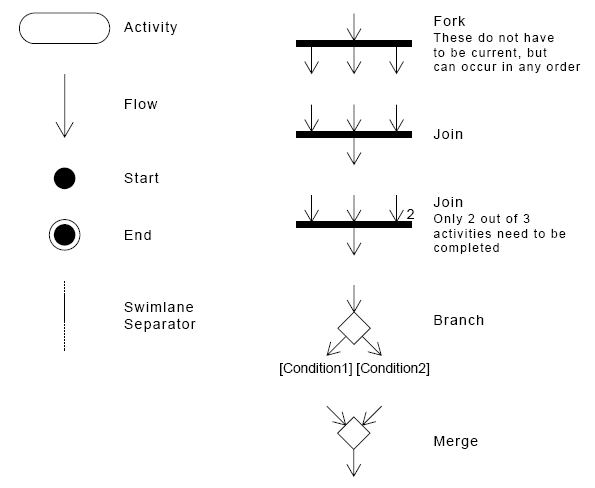 Activity
Flow
Start
End
Swimlane
Separator
Fork
These do not have
to be current, but
can occur in any order
Join
2
Join
Only 2 out of 3
activities need to be
completed
Branch
[Condition1] [Condition2]
Merge